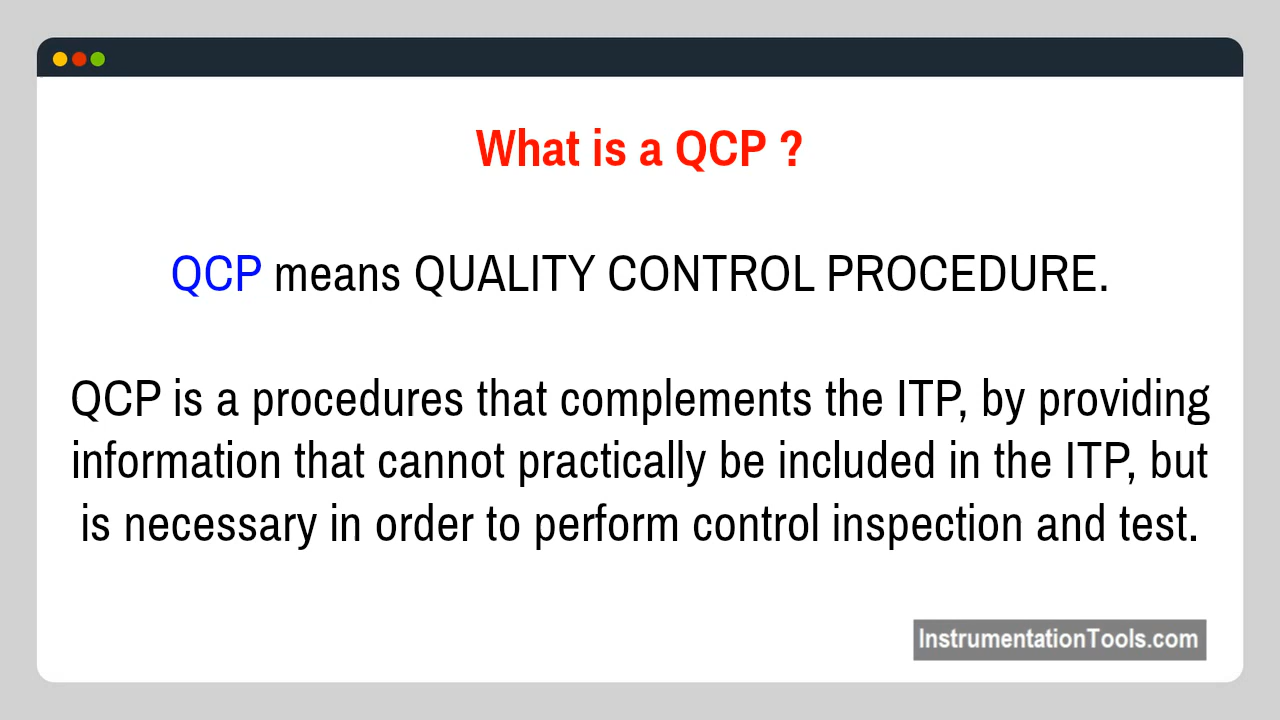 What is a QCP ?
QCP means QUALITY CONTROL PROCEDURE.
QCP is a procedures that complements the ITP, by providing
information that cannot practically be included in the ITP, but
is necessary in order to perform control inspection and test.
InstrumentationTools.com